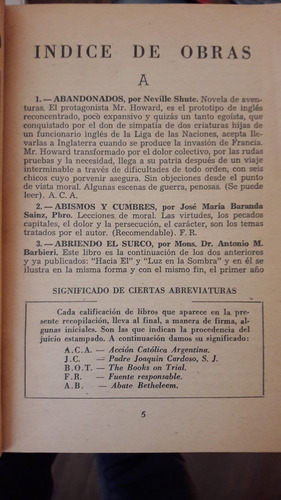 INDICE DE OBRAS
A
1. — ABANDONADOS, por Neville Shute. Novela de aven-
turas. El protagonista Mr. Howard, es el prototipo de inglés
reconcentrado, poco expansivo y quizás un tanto egoísta, que
conquistado por el don de simpatía de dos criaturas hijas de
un funcionario inglés de la Liga de las Naciones, acepta lle-
varlas a Inglaterra cuando se produce la invasión de Francia.
Mr. Howard transformado por el dolor colectivo, por las rudas
pruebas y la necesidad, llega a su patria después de un viaje
interminable a través de dificultades de todo orden, con seis
chicos cuyo porvenir asegura. Sin objeciones desde el punto
de vista moral. Algunas escenas de guerra, penosas. (Se puede
leer). A. C. A.
2. — ABISMOS Y CUMBRES, por José María Baranda
Sainz, Pbro. Lecciones de moral. Las virtudes, los pecados
capitales, el dolor y la persecución, el carácter, son los temas
tratados por el autor. (Recomendable). F. R.
3. — ABRIENDO EL SURCO, por Mons. Dr. Antonio M.
Barbieri. Este libro es la continuación de los dos anteriores y
ya publicados: "Hacia El" y "Luz en la Sombra" y en él se
ilustra en la misma forma y con el mismo fin, el primer año
SIGNIFICADO DE CIERTAS ABREVIATURAS
Cada calificación de libros que aparece en la pre-
sente recopilación, lleva al final, a manera de firma, al-
gunas iniciales. Son las que indican la procedencia del
juicio estampado. A continuación damos su significado:
A.C.A. — Acción Católica Argentina.
J.C. — Padre Joaquín Cardoso, S. J.
B.O.T. — The Books on Trial.
F.R. — Fuente responsable.
A.B. — Abate Betheleem.
5